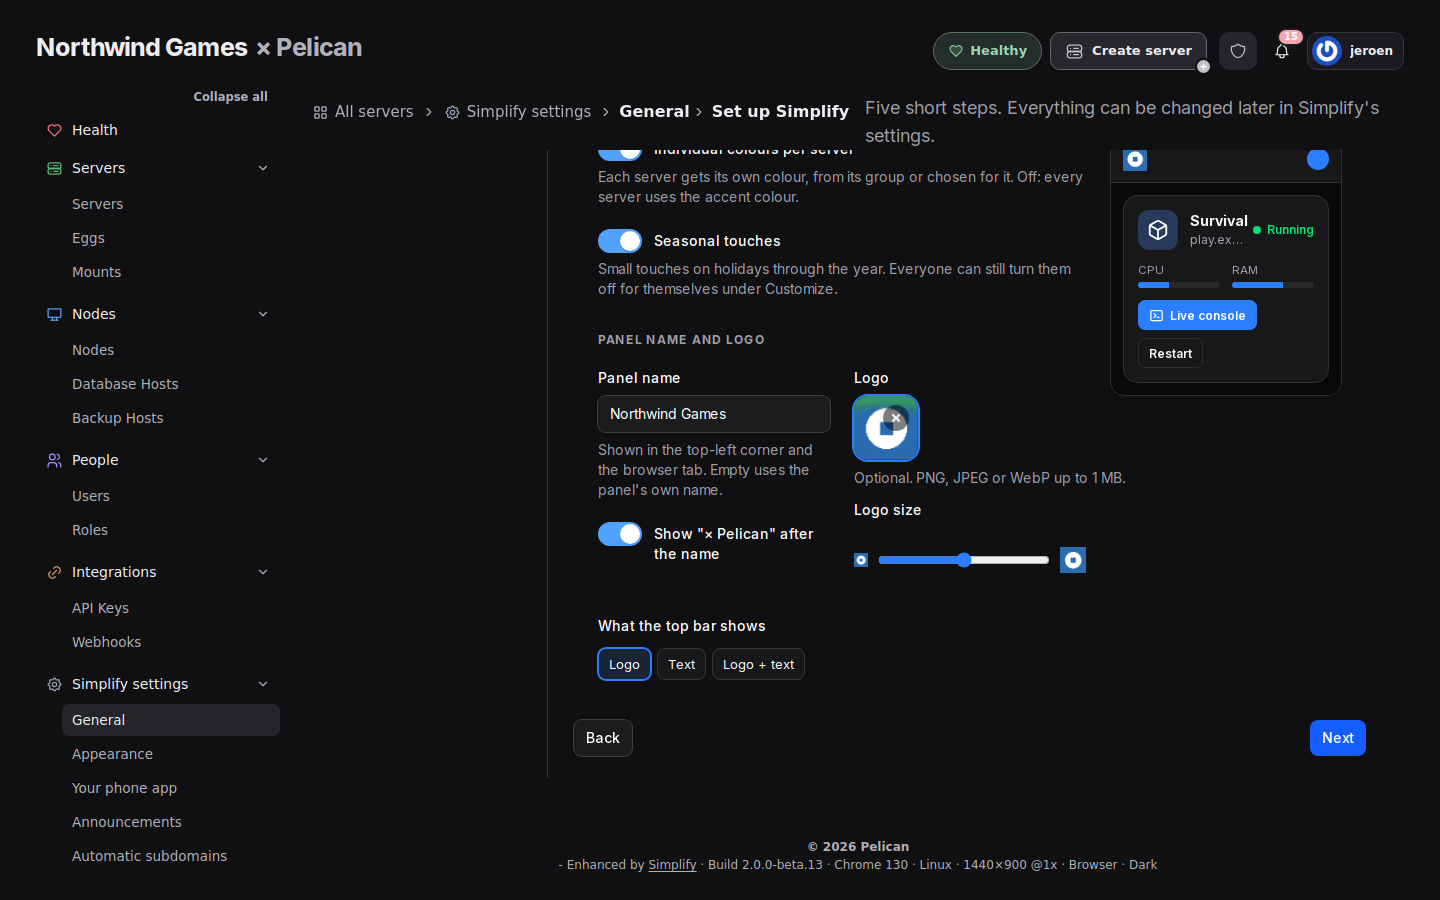 Northwind Games × Pelican
Healthy
Create server
15
jeroen
Collapse all
All servers
Simplify settings
General
Set up Simplify
Five short steps. Everything can be changed later in Simplify's
settings.
Health
Servers
Servers
Eggs
Mounts
Nodes
Nodes
Database Hosts
Backup Hosts
People
Users
Roles
Integrations
API Keys
Webhooks
Simplify settings
General
Appearance
Your phone app
Announcements
Automatic subdomains
Individual colours per server
Each server gets its own colour, from its group or chosen for it. Off: every
server uses the accent colour.
Seasonal touches
Small touches on holidays through the year. Everyone can still turn them
off for themselves under Customize.
PANEL NAME AND LOGO
Panel name
Northwind Games
Shown in the top-left corner and
the browser tab. Empty uses the
panel's own name.
Show "× Pelican" after
the name
Logo
Optional. PNG, JPEG or WebP up to 1 MB.
Logo size
What the top bar shows
Logo
Text
Logo + text
Survival
play.ex...
Running
CPU
RAM
Live console
Restart
Back
Next
© 2026 Pelican
- Enhanced by Simplify · Build 2.0.0-beta.13 · Chrome 130 · Linux · 1440×900 @1x · Browser · Dark